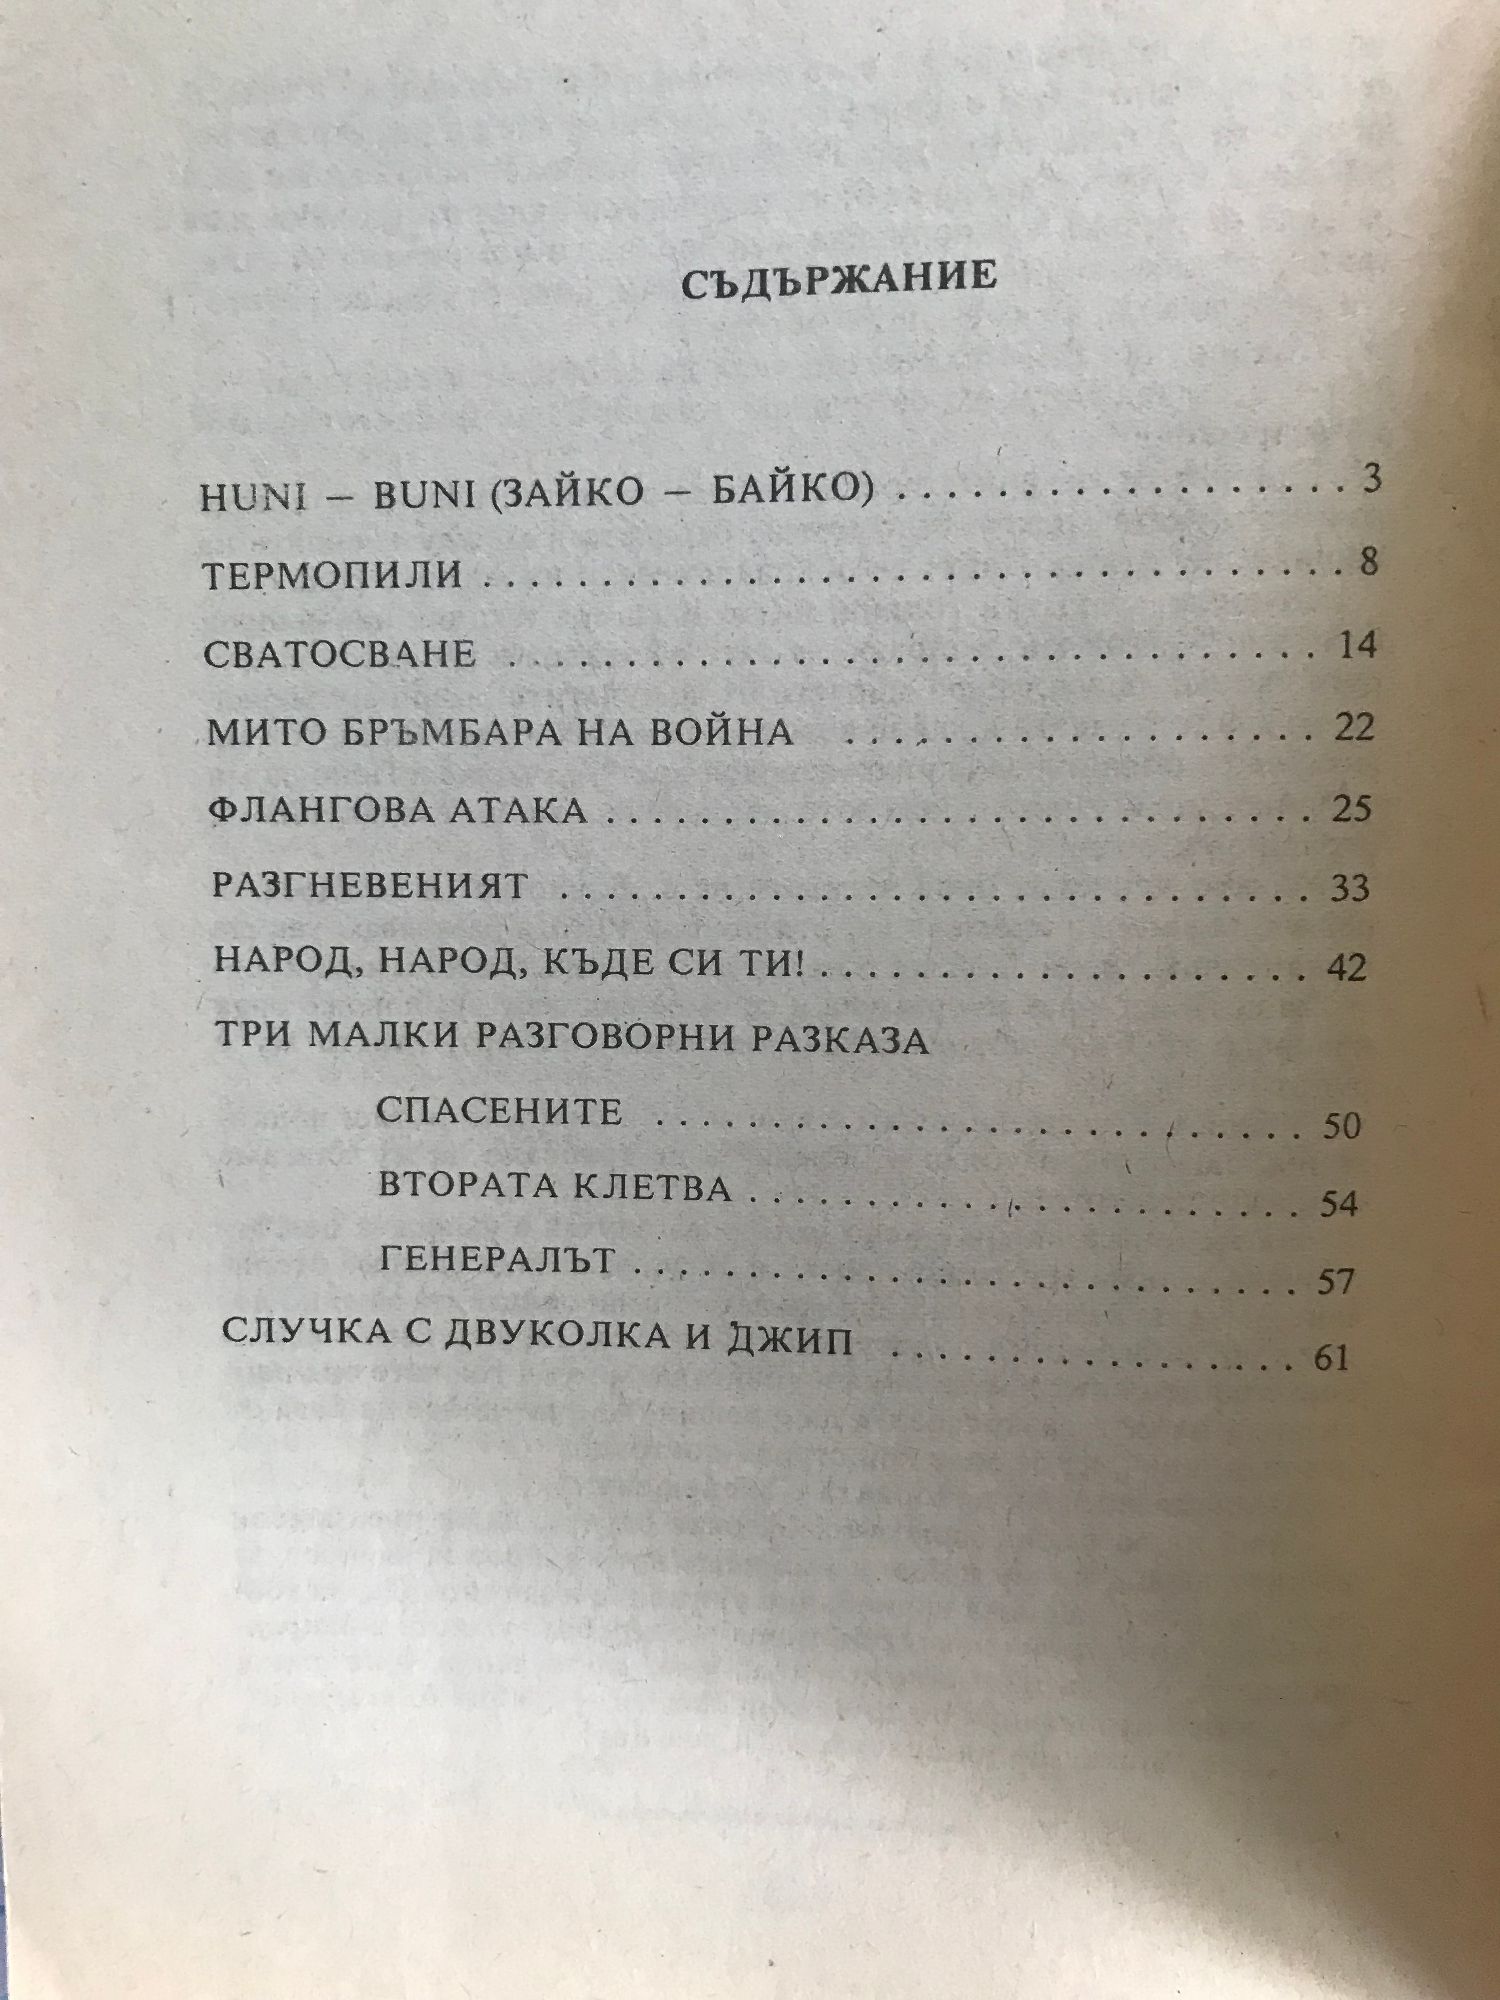 СЪДЪРЖАНИЕ
HUNI – BUNI (ЗАЙКО – БАЙКО) . . . . . . . . . . . . . . . . . . . 3
ТЕРМОПИЛИ . . . . . . . . . . . . . . . . . . . . . . . . . . . . . . . . . . . . . 8
СВАТОСВАНЕ . . . . . . . . . . . . . . . . . . . . . . . . . . . . . . . . . . 14
МИТО БРЪМБАРА НА ВОЙНА . . . . . . . . . . . . . . . . . . . . 22
ФЛАНГОВА АТАКА . . . . . . . . . . . . . . . . . . . . . . . . . . . . . . 25
РАЗГНЕВЕНИЯТ . . . . . . . . . . . . . . . . . . . . . . . . . . . . . . . . 33
НАРОД, НАРОД, КЪДЕ СИ ТИ! . . . . . . . . . . . . . . . . . . . . . 42
ТРИ МАЛКИ РАЗГОВОРНИ РАЗКАЗА
СПАСЕНИТЕ . . . . . . . . . . . . . . . . . . . . . . . . . . . . 50
ВТОРАТА КЛЕТВА . . . . . . . . . . . . . . . . . . . . . . . . 54
ГЕНЕРАЛЪТ . . . . . . . . . . . . . . . . . . . . . . . . . . . . . 57
СЛУЧКА С ДВУКОЛКА И ДЖИП . . . . . . . . . . . . . . . . . . 61